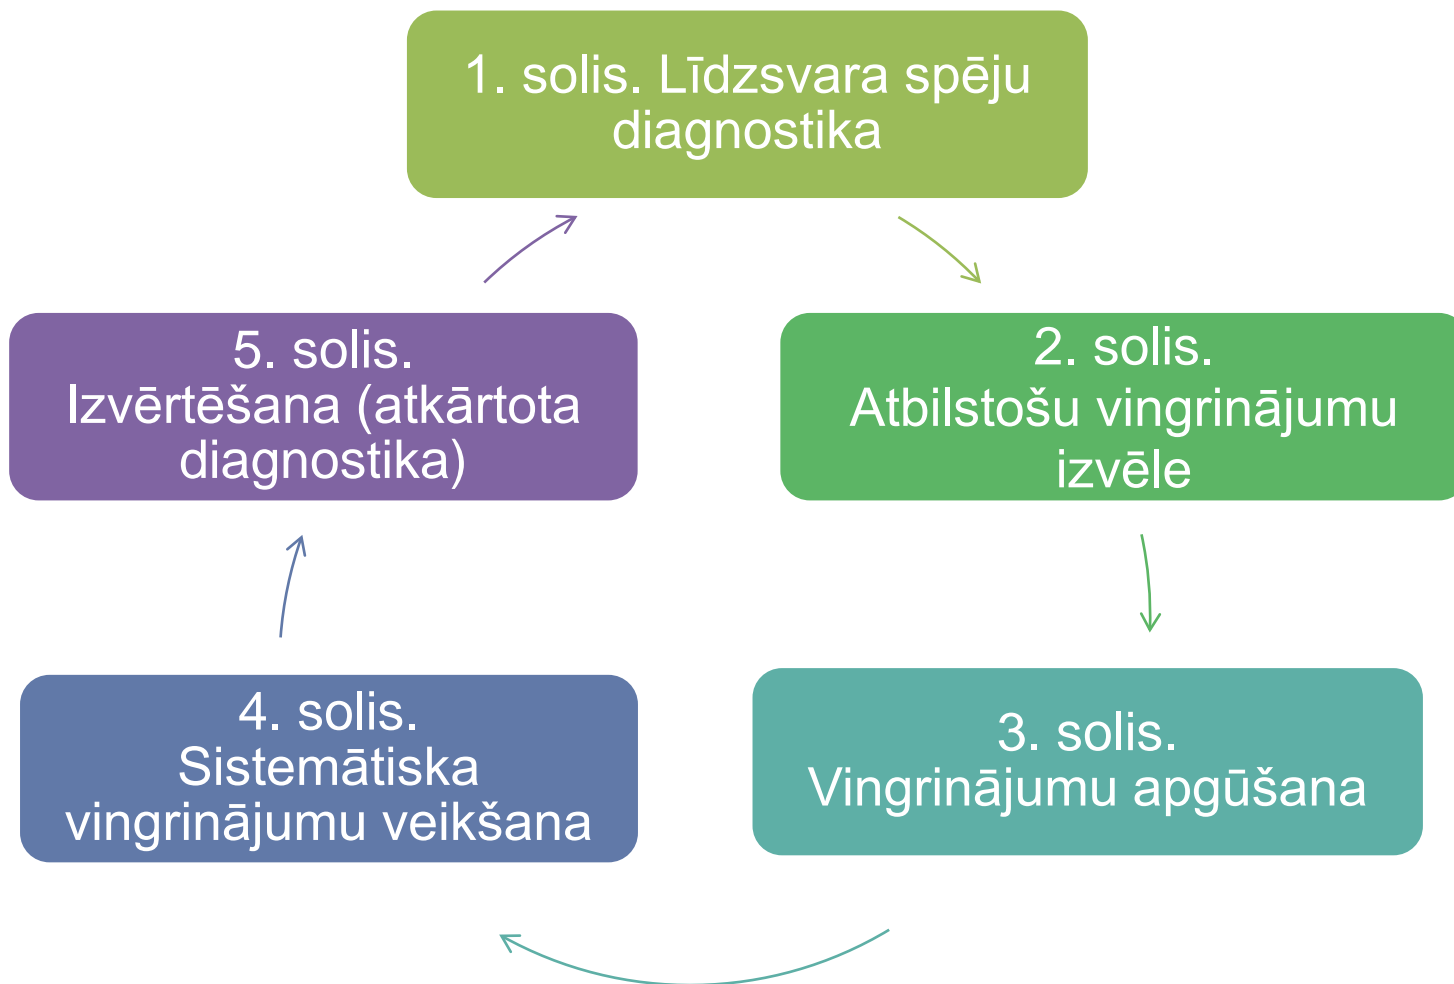 1. solis. Līdzsvara spēju
diagnostika
2. solis.
Atbilstošu vingrinājumu
izvēle
3. solis.
Vingrinājumu apgūšana
4. solis.
Sistemātiska
vingrinājumu veikšana
5. solis.
Izvērtēšana (atkārtota
diagnostika)